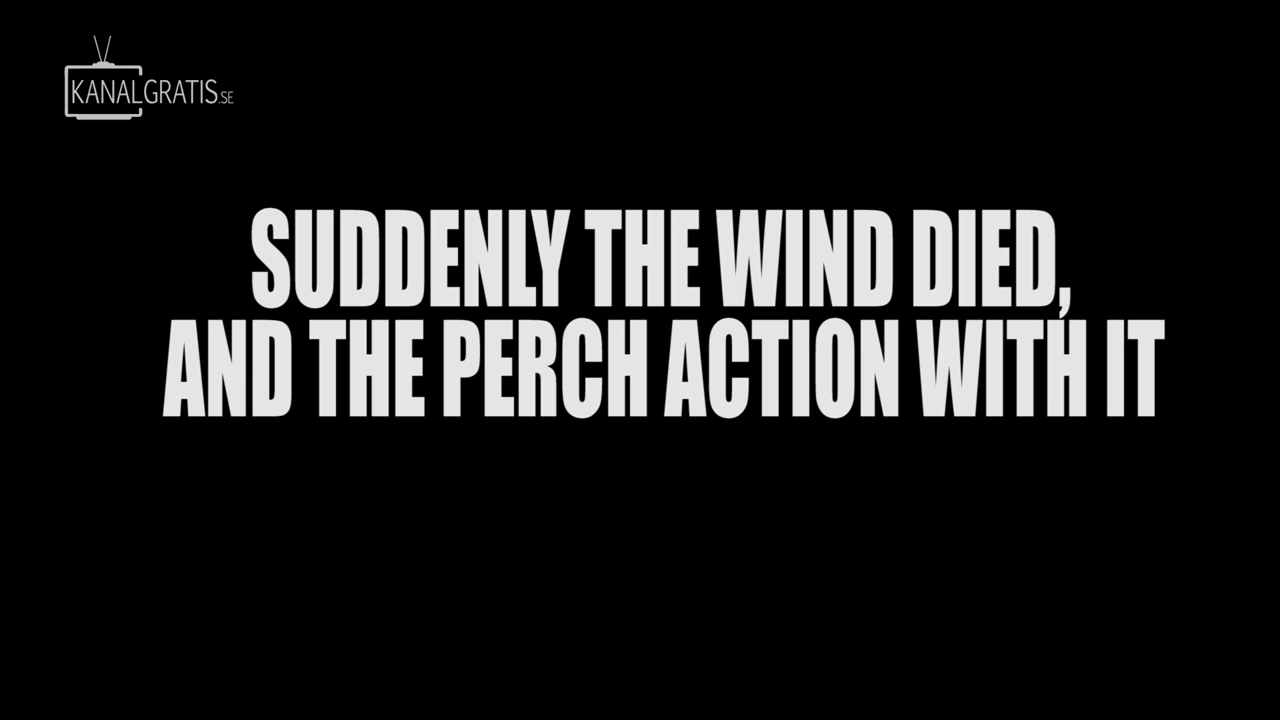 KANALGRATIS.SE
SUDDENLY THE WIND DIED,
AND THE PERCH ACTION WITH IT